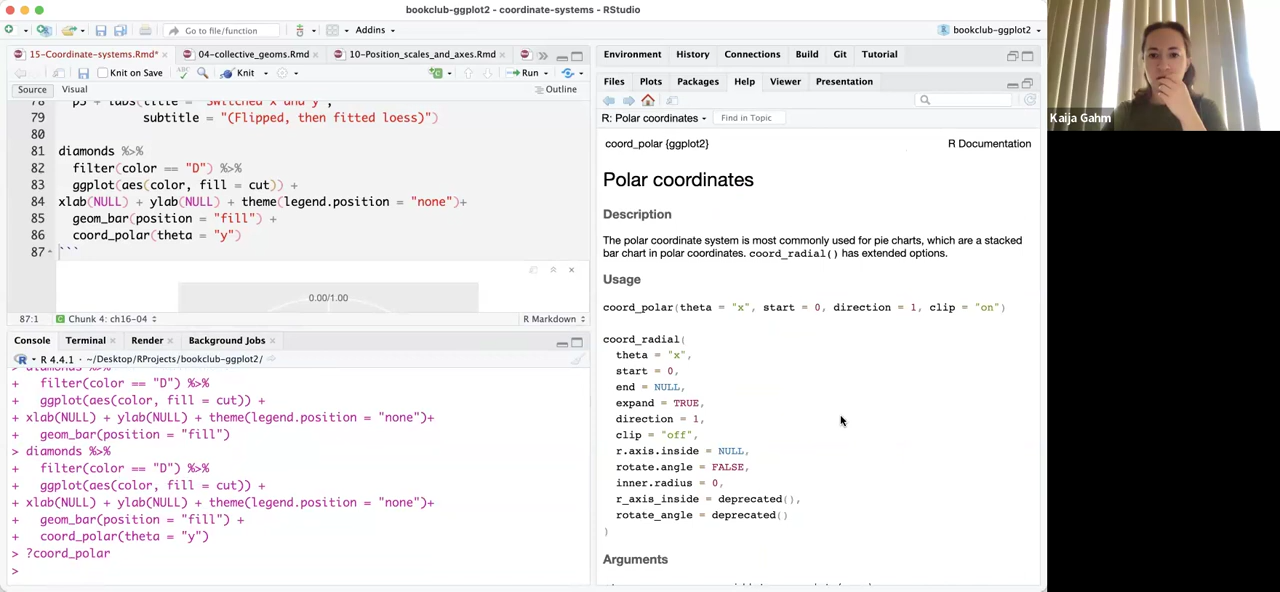 bookclub-ggplot2 - coordinate-systems - RStudio
Go to file/function
Addins
bookclub-ggplot2
15-Coordinate-systems.Rmd*
04-collective_geoms.Rmd
10-Position_scales_and_axes.Rmd
Knit on Save
Knit
Run
Source
Visual
Outline
78 p5 + labs(title = "Switched x and y",
79 subtitle = "(Flipped, then fitted loess)")
80
81 diamonds %>%
82 filter(color == "D") %>%
83 ggplot(aes(color, fill = cut)) +
84 xlab(NULL) + ylab(NULL) + theme(legend.position = "none")+
85 geom_bar(position = "fill") +
86 coord_polar(theta = "y")
87 ```
0.00/1.00
87:1
Chunk 4: ch16-04
R Markdown
Console
Terminal
Render
Background Jobs
R 4.4.1 · ~/Desktop/RProjects/bookclub-ggplot2/
diamonds %>%
+ filter(color == "D") %>%
+ ggplot(aes(color, fill = cut)) +
+ xlab(NULL) + ylab(NULL) + theme(legend.position = "none")+
+ geom_bar(position = "fill")
> diamonds %>%
+ filter(color == "D") %>%
+ ggplot(aes(color, fill = cut)) +
+ xlab(NULL) + ylab(NULL) + theme(legend.position = "none")+
+ geom_bar(position = "fill") +
+ coord_polar(theta = "y")
> ?coord_polar
>
Environment
History
Connections
Build
Git
Tutorial
Files
Plots
Packages
Help
Viewer
Presentation
R: Polar coordinates
Find in Topic
coord_polar {ggplot2}
R Documentation
Polar coordinates
Description
The polar coordinate system is most commonly used for pie charts, which are a stacked
bar chart in polar coordinates. coord_radial() has extended options.
Usage
coord_polar(theta = "x", start = 0, direction = 1, clip = "on")
coord_radial(
theta = "x",
start = 0,
end = NULL,
expand = TRUE,
direction = 1,
clip = "off",
r.axis.inside = NULL,
rotate.angle = FALSE,
inner.radius = 0,
r_axis_inside = deprecated(),
rotate_angle = deprecated()
)
Arguments
Kaija Gahm